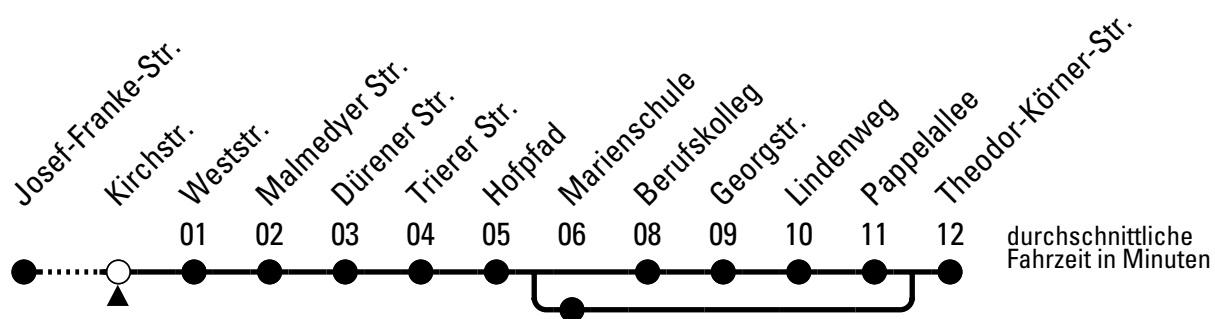 Josef-Franke-Str.
Kirchstr.
Weststr.
Malmedyer Str.
Dürener Str.
Trierer Str.
Hofpfad
Marienschule
Berufskolleg
Georgstr.
Lindenweg
Pappelallee
Theodor-Körner-Str.
01 02 03 04 05 06 08 09 10 11 12
durchschnittliche
Fahrzeit in Minuten